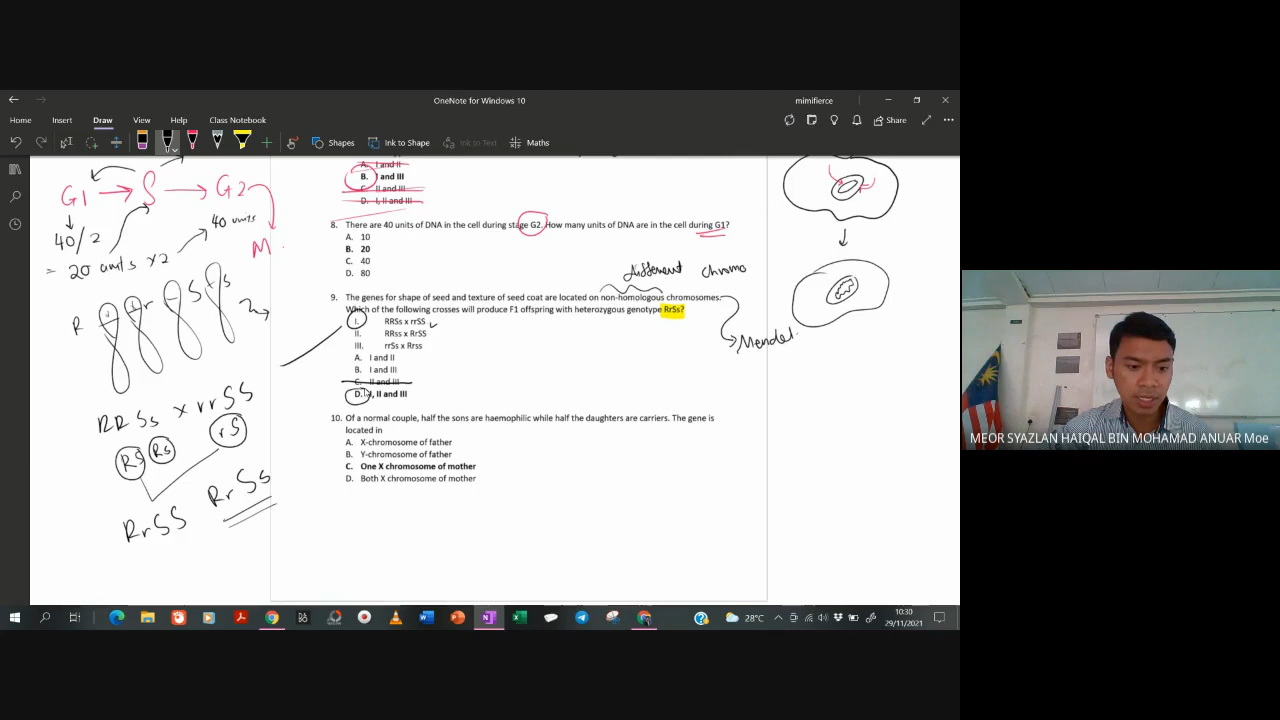 OneNote for Windows 10
mimifierce
Home
Insert
Draw
View
Help
Class Notebook
Share
Shapes
Ink to Shape
Ink to Text
Maths
A. I and II
B. I and III
C. II and III
D. I, II and III
G1 → S → G2
40/2
40 units
= 20 units x2
M
8. There are 40 units of DNA in the cell during stage G2. How many units of DNA are in the cell during G1?
A. 10
B. 20
C. 40
D. 80
Different chromo
9. The genes for shape of seed and texture of seed coat are located on non-homologous chromosomes.
Which of the following crosses will produce F1 offspring with heterozygous genotype RrSs?
I. RRSs x rrSS
II. RRss x RrSS
III. rrSs x Rrss
A. I and II
B. I and III
C. II and III
D. I, II and III
Mendel
R r S s
RRSs x rrSS
RS Rs rS
RrSS RrSs
10. Of a normal couple, half the sons are haemophilic while half the daughters are carriers. The gene is
located in
A. X-chromosome of father
B. Y-chromosome of father
C. One X chromosome of mother
D. Both X chromosome of mother
MEOR SYAZLAN HAIQAL BIN MOHAMAD ANUAR Moe
28°C
10:30
29/11/2021